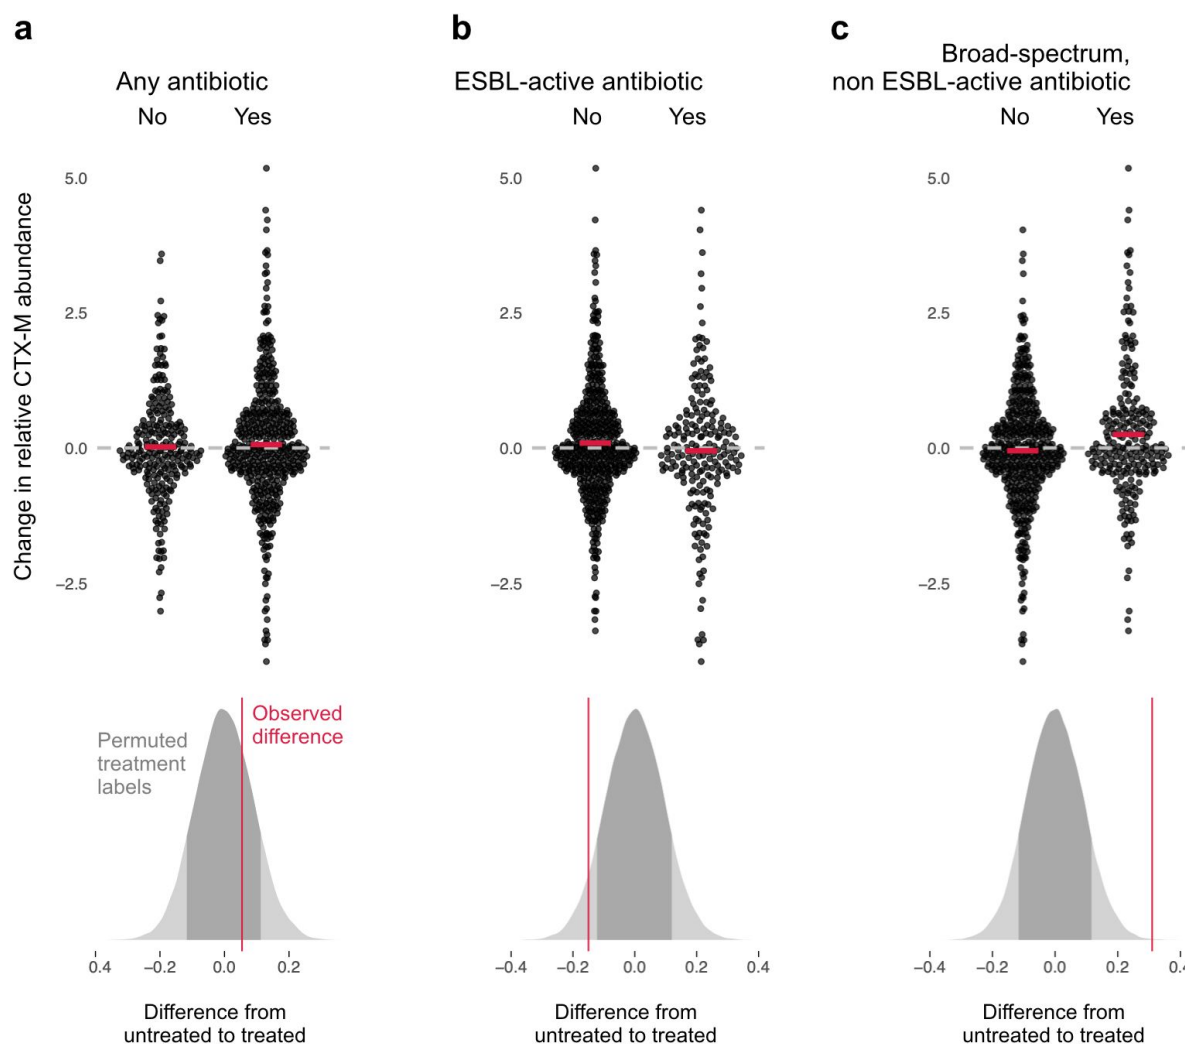 a
Any antibiotic
No Yes
Change in relative CTX-M abundance
5.0
2.5
0.0
−2.5
Permuted
treatment
labels
Observed
difference
0.4 −0.2 0.0 0.2
Difference from
untreated to treated
b
ESBL-active antibiotic
No Yes
5.0
2.5
0.0
−2.5
−0.4 −0.2 0.0 0.2 0.4
Difference from
untreated to treated
c
Broad-spectrum,
non ESBL-active antibiotic
No Yes
5.0
2.5
0.0
−2.5
−0.4 −0.2 0.0 0.2
Difference from
untreated to treated